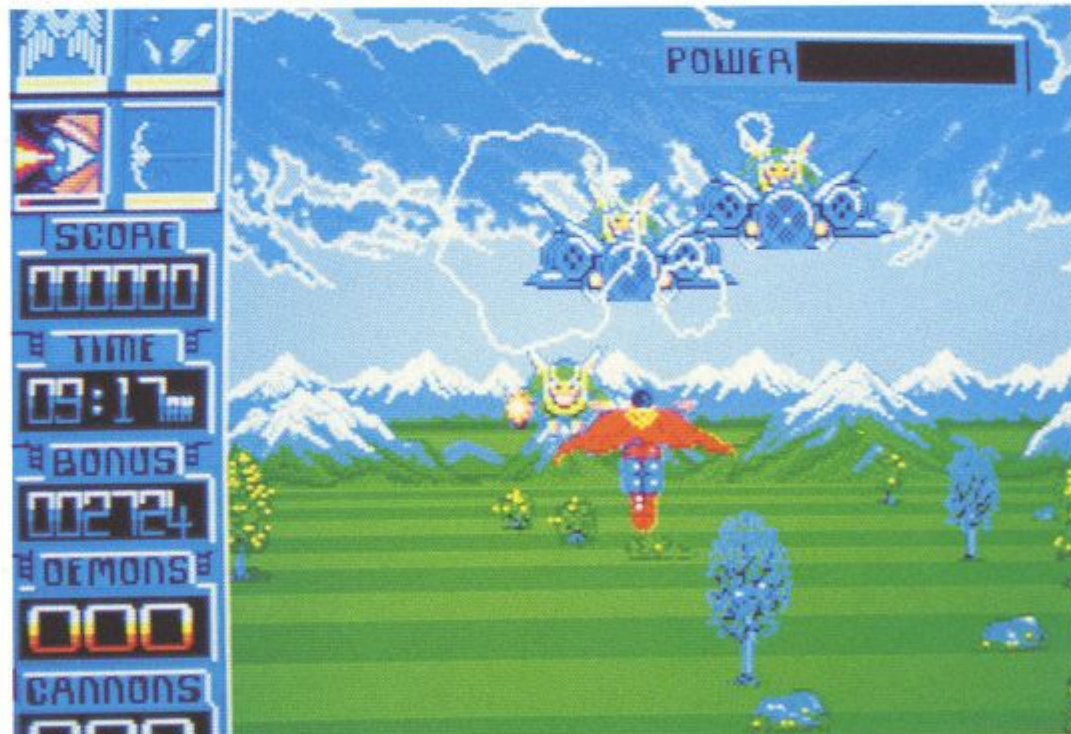 POWER
SCORE
000000
TIME
09:17
BONUS
002724
DEMONS
000
CANNONS